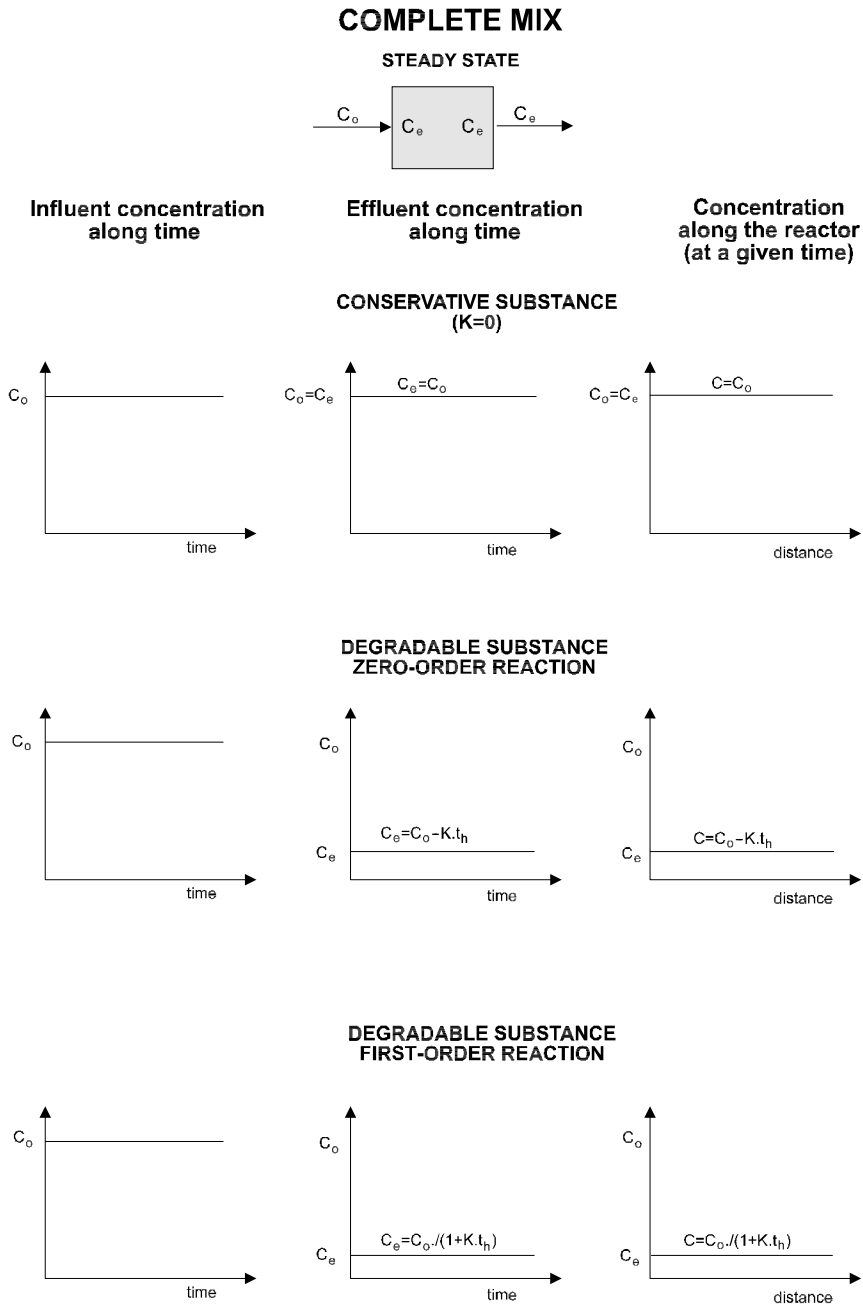 COMPLETE MIX
STEADY STATE
Co
Ce
Ce
Ce
Influent concentration
along time
Effluent concentration
along time
Concentration
along the reactor
(at a given time)
CONSERVATIVE SUBSTANCE
(K=0)
Co
time
Co=Ce
Ce=Co
time
Co=Ce
C=Co
distance
DEGRADABLE SUBSTANCE
ZERO-ORDER REACTION
Co
time
Co
Ce=Co–K.th
Ce
time
Co
C=Co–K.th
Ce
distance
DEGRADABLE SUBSTANCE
FIRST-ORDER REACTION
Co
time
Co
Ce=Co./(1+K.th)
Ce
time
Co
C=Co./(1+K.th)
Ce
distance